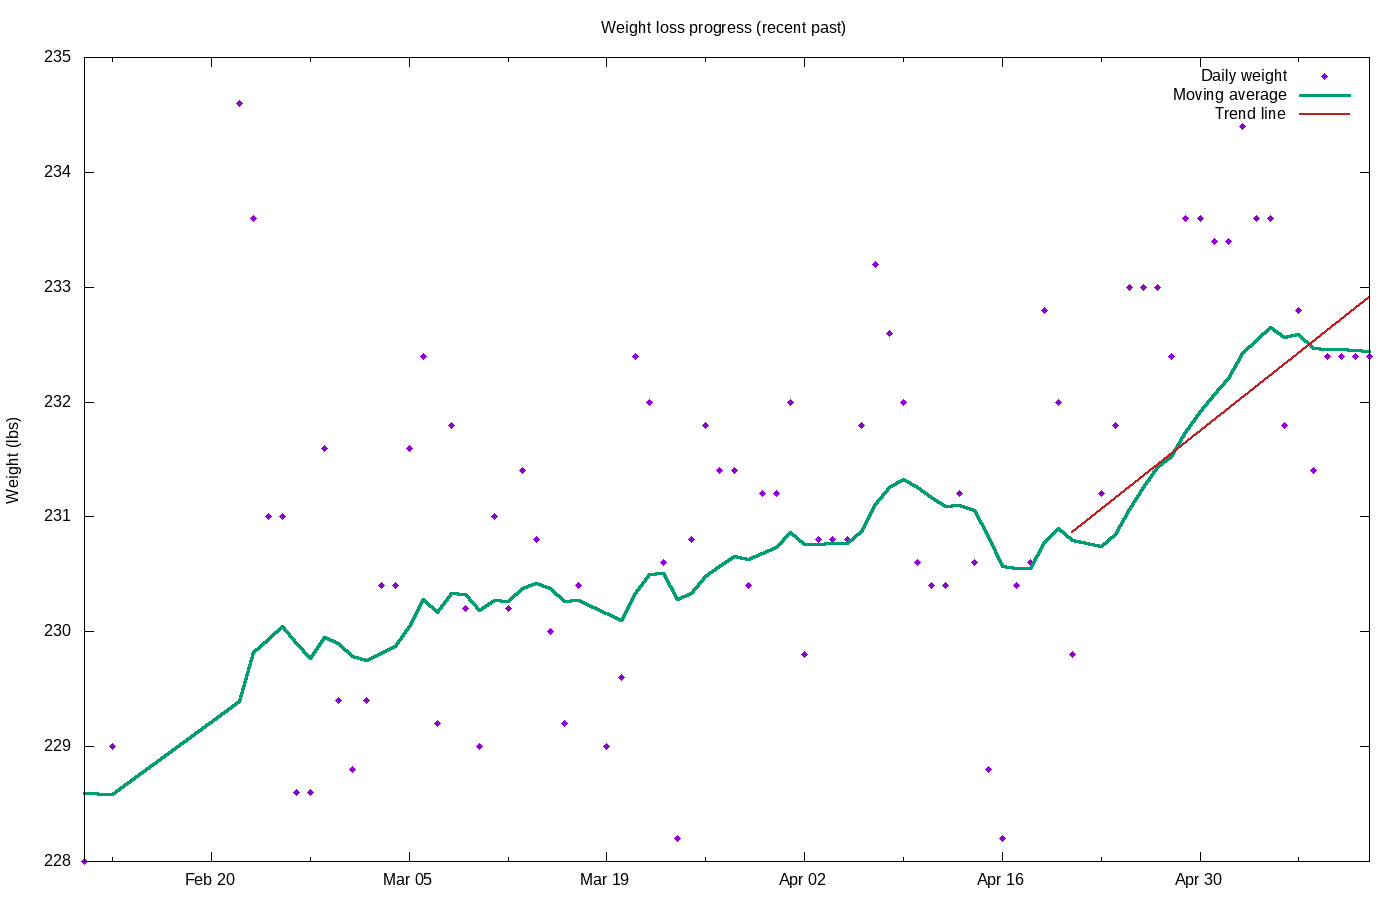 Weight loss progress (recent past)
Daily weight
Moving average
Trend line
Weight (lbs)
235
234
233
232
231
230
229
228
Feb 20
Mar 05
Mar 19
Apr 02
Apr 16
Apr 30